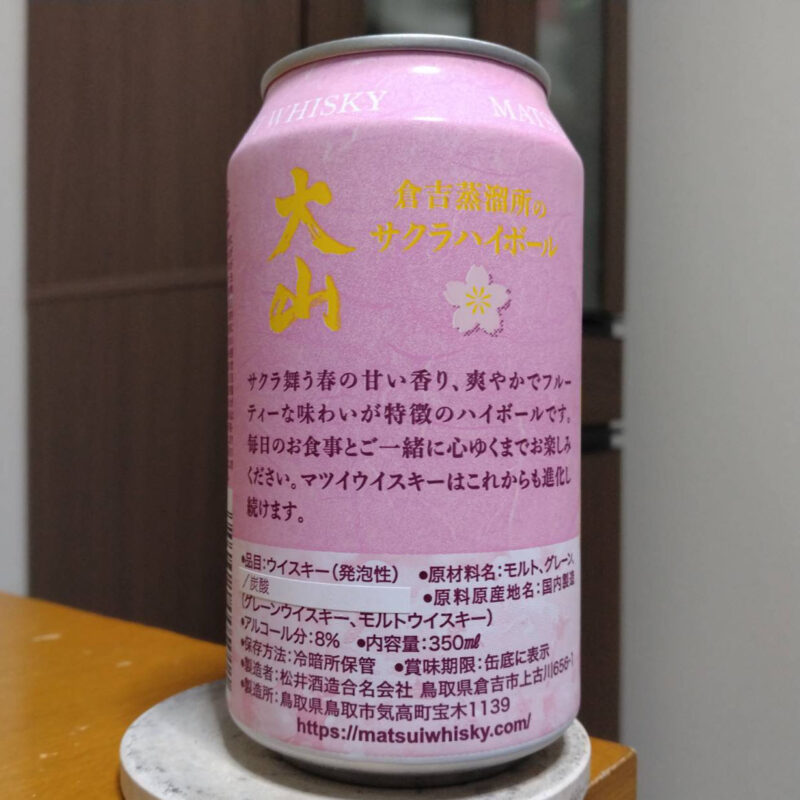 WHISKY MATS
大山
倉吉蒸溜所の
サクラハイボール
サクラ舞う春の甘い香り、爽やかでフルー
ティーな味わいが特徴のハイボールです。
毎日のお食事とご一緒に心ゆくまでお楽しみ
ください。マツイウイスキーはこれからも進化し
続けます。
●品目:ウイスキー(発泡性) ●原材料名:モルト、グレーン
/炭酸 ●原料原産地名:国内製造
(グレーンウイスキー、モルトウイスキー)
●アルコール分:8% ●内容量:350㎖
●保存方法:冷暗所保管 ●賞味期限:缶底に表示
●製造者:松井酒造合名会社 鳥取県倉吉市上古川656-1
●製造所:鳥取県鳥取市気高町宝木1139
https://matsuiwhisky.com/